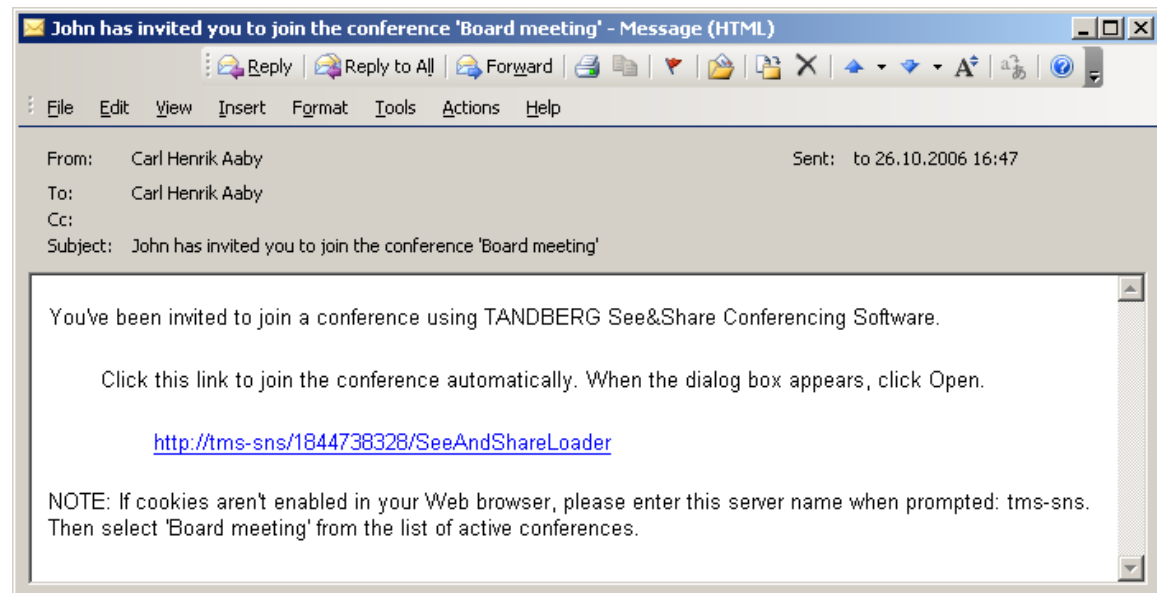 John has invited you to join the conference 'Board meeting' - Message (HTML)
Reply Reply to All Forward
File Edit View Insert Format Tools Actions Help
From: Carl Henrik Aaby Sent: to 26.10.2006 16:47
To: Carl Henrik Aaby
Cc:
Subject: John has invited you to join the conference 'Board meeting'
You've been invited to join a conference using TANDBERG See&Share Conferencing Software.
Click this link to join the conference automatically. When the dialog box appears, click Open.
http://tms-sns/1844738328/SeeAndShareLoader
NOTE: If cookies aren't enabled in your Web browser, please enter this server name when prompted: tms-sns.
Then select 'Board meeting' from the list of active conferences.